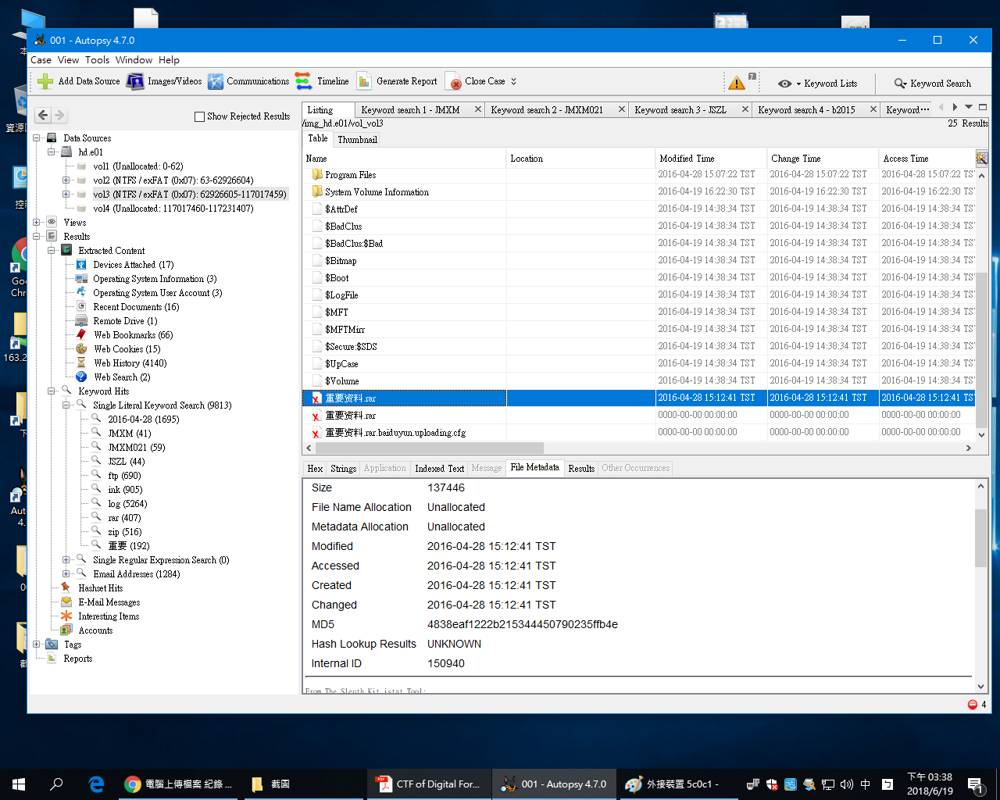 001 - Autopsy 4.7.0
Case View Tools Window Help
Add Data Source Images/Videos Communications Timeline Generate Report Close Case
Keyword Lists Keyword Search
Show Rejected Results
Data Sources
hd.e01
vol1 (Unallocated: 0-62)
vol2 (NTFS / exFAT (0x07): 63-62926604)
vol3 (NTFS / exFAT (0x07): 62926605-117017459)
vol4 (Unallocated: 117017460-117231407)
Views
Results
Extracted Content
Devices Attached (17)
Operating System Information (3)
Operating System User Account (3)
Recent Documents (16)
Remote Drive (1)
Web Bookmarks (66)
Web Cookies (15)
Web History (4140)
Web Search (2)
Keyword Hits
Single Literal Keyword Search (9813)
2016-04-28 (1695)
JMXM (41)
JMXM021 (59)
JSZL (44)
ftp (690)
ink (905)
log (5264)
rar (407)
zip (516)
重要 (192)
Single Regular Expression Search (0)
Email Addresses (1284)
Hashset Hits
E-Mail Messages
Interesting Items
Accounts
Tags
Reports
Listing Keyword search 1 - JMXM Keyword search 2 - JMXM021 Keyword search 3 - JSZL Keyword search 4 - b2015 Keyword···
/img_hd.e01/vol_vol3 25 Results
Table Thumbnail
Name Location Modified Time Change Time Access Time
Program Files 2016-04-28 15:07:22 TST 2016-04-28 15:07:22 TST 2016-04-28 15:07:22 TS
System Volume Information 2016-04-19 16:22:30 TST 2016-04-19 16:22:30 TST 2016-04-19 16:22:30 TS
$AttrDef 2016-04-19 14:38:34 TST 2016-04-19 14:38:34 TST 2016-04-19 14:38:34 TS
$BadClus 2016-04-19 14:38:34 TST 2016-04-19 14:38:34 TST 2016-04-19 14:38:34 TS
$BadClus:$Bad 2016-04-19 14:38:34 TST 2016-04-19 14:38:34 TST 2016-04-19 14:38:34 TS
$Bitmap 2016-04-19 14:38:34 TST 2016-04-19 14:38:34 TST 2016-04-19 14:38:34 TS
$Boot 2016-04-19 14:38:34 TST 2016-04-19 14:38:34 TST 2016-04-19 14:38:34 TS
$LogFile 2016-04-19 14:38:34 TST 2016-04-19 14:38:34 TST 2016-04-19 14:38:34 TS
$MFT 2016-04-19 14:38:34 TST 2016-04-19 14:38:34 TST 2016-04-19 14:38:34 TS
$MFTMirr 2016-04-19 14:38:34 TST 2016-04-19 14:38:34 TST 2016-04-19 14:38:34 TS
$Secure:$SDS 2016-04-19 14:38:34 TST 2016-04-19 14:38:34 TST 2016-04-19 14:38:34 TS
$UpCase 2016-04-19 14:38:34 TST 2016-04-19 14:38:34 TST 2016-04-19 14:38:34 TS
$Volume 2016-04-19 14:38:34 TST 2016-04-19 14:38:34 TST 2016-04-19 14:38:34 TS
重要资料.rar 2016-04-28 15:12:41 TST 2016-04-28 15:12:41 TST 2016-04-28 15:12:41 TS
重要资料.rar 0000-00-00 00:00:00 0000-00-00 00:00:00 0000-00-00 00:00:00
重要资料.rar.baiduyun.uploading.cfg 0000-00-00 00:00:00 0000-00-00 00:00:00 0000-00-00 00:00:00
Hex Strings Application Indexed Text Message File Metadata Results Other Occurrences
Size 137446
File Name Allocation Unallocated
Metadata Allocation Unallocated
Modified 2016-04-28 15:12:41 TST
Accessed 2016-04-28 15:12:41 TST
Created 2016-04-28 15:12:41 TST
Changed 2016-04-28 15:12:41 TST
MD5 4838eaf1222b215344450790235ffb4e
Hash Lookup Results UNKNOWN
Internal ID 150940
From The Sleuth Kit istat Tool:
4
電腦上傳檔案 紀錄 ... 截圖 CTF of Digital For... 001 - Autopsy 4.7.0 外接裝置 5c0c1 - 中 下午 03:38
2018/6/19
1